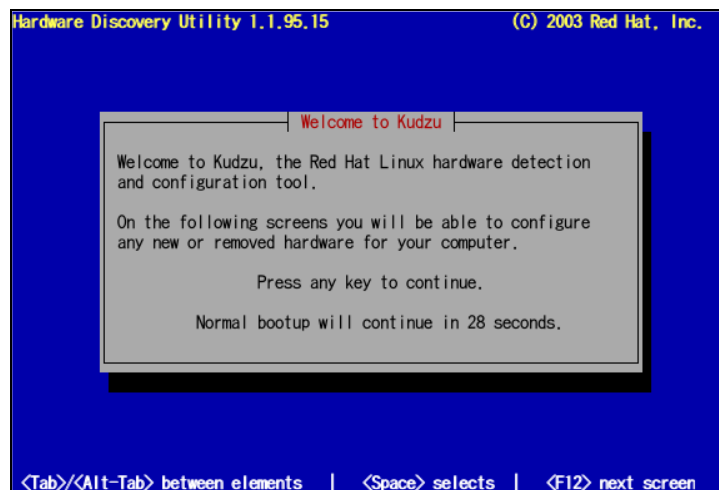 Hardware Discovery Utility 1.1.95.15 (C) 2003 Red Hat, Inc.
Welcome to Kudzu
Welcome to Kudzu, the Red Hat Linux hardware detection
and configuration tool.
On the following screens you will be able to configure
any new or removed hardware for your computer.
Press any key to continue.
Normal bootup will continue in 28 seconds.
<Tab>/<Alt-Tab> between elements | <Space> selects | <F12> next screen